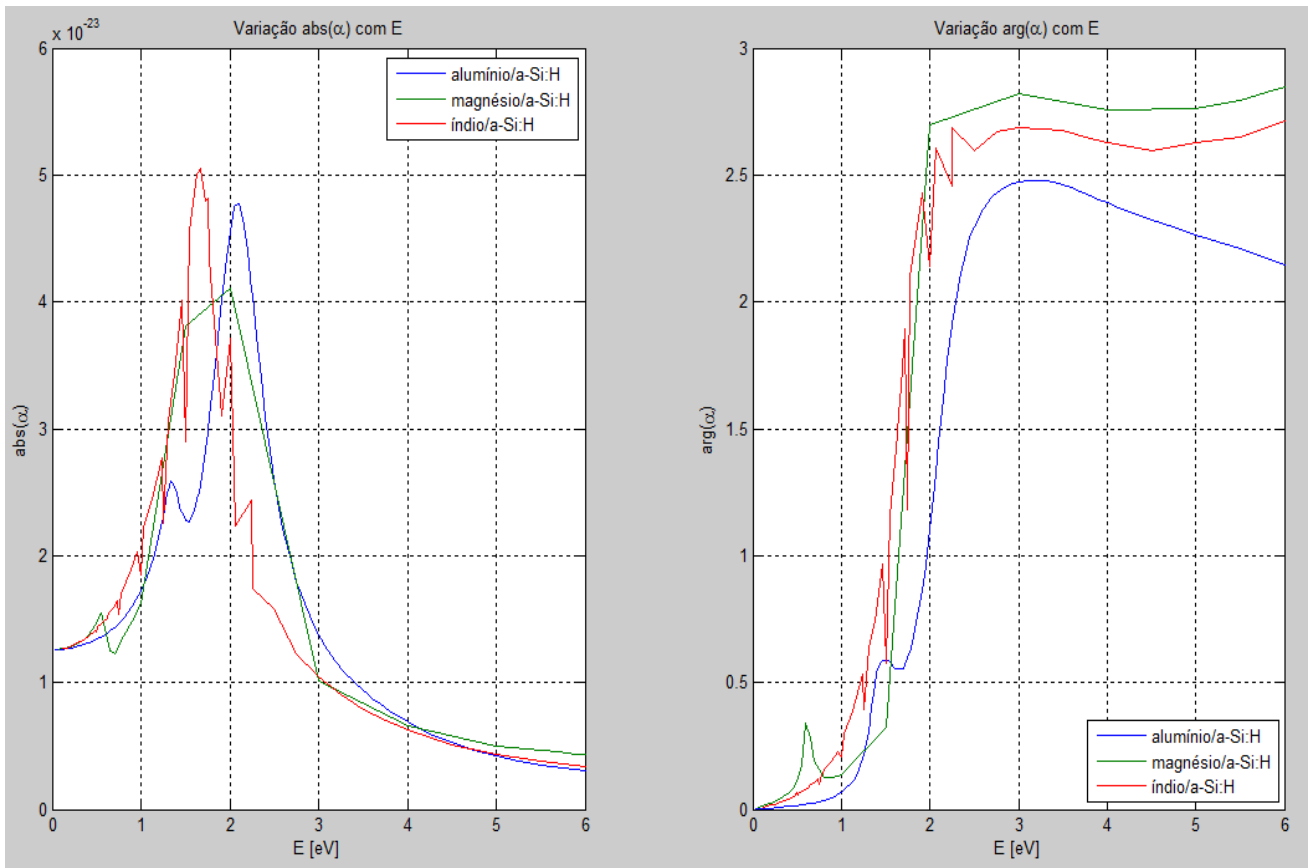 Variação abs(α) com E
x 10-23
6
5
4
3
2
1
0
abs(α)
0 1 2 3 4 5 6
E [eV]
alumínio/a-Si:H
magnésio/a-Si:H
índio/a-Si:H
Variação arg(α) com E
3
2.5
2
1.5
1
0.5
0
arg(α)
0 1 2 3 4 5 6
E [eV]
alumínio/a-Si:H
magnésio/a-Si:H
índio/a-Si:H